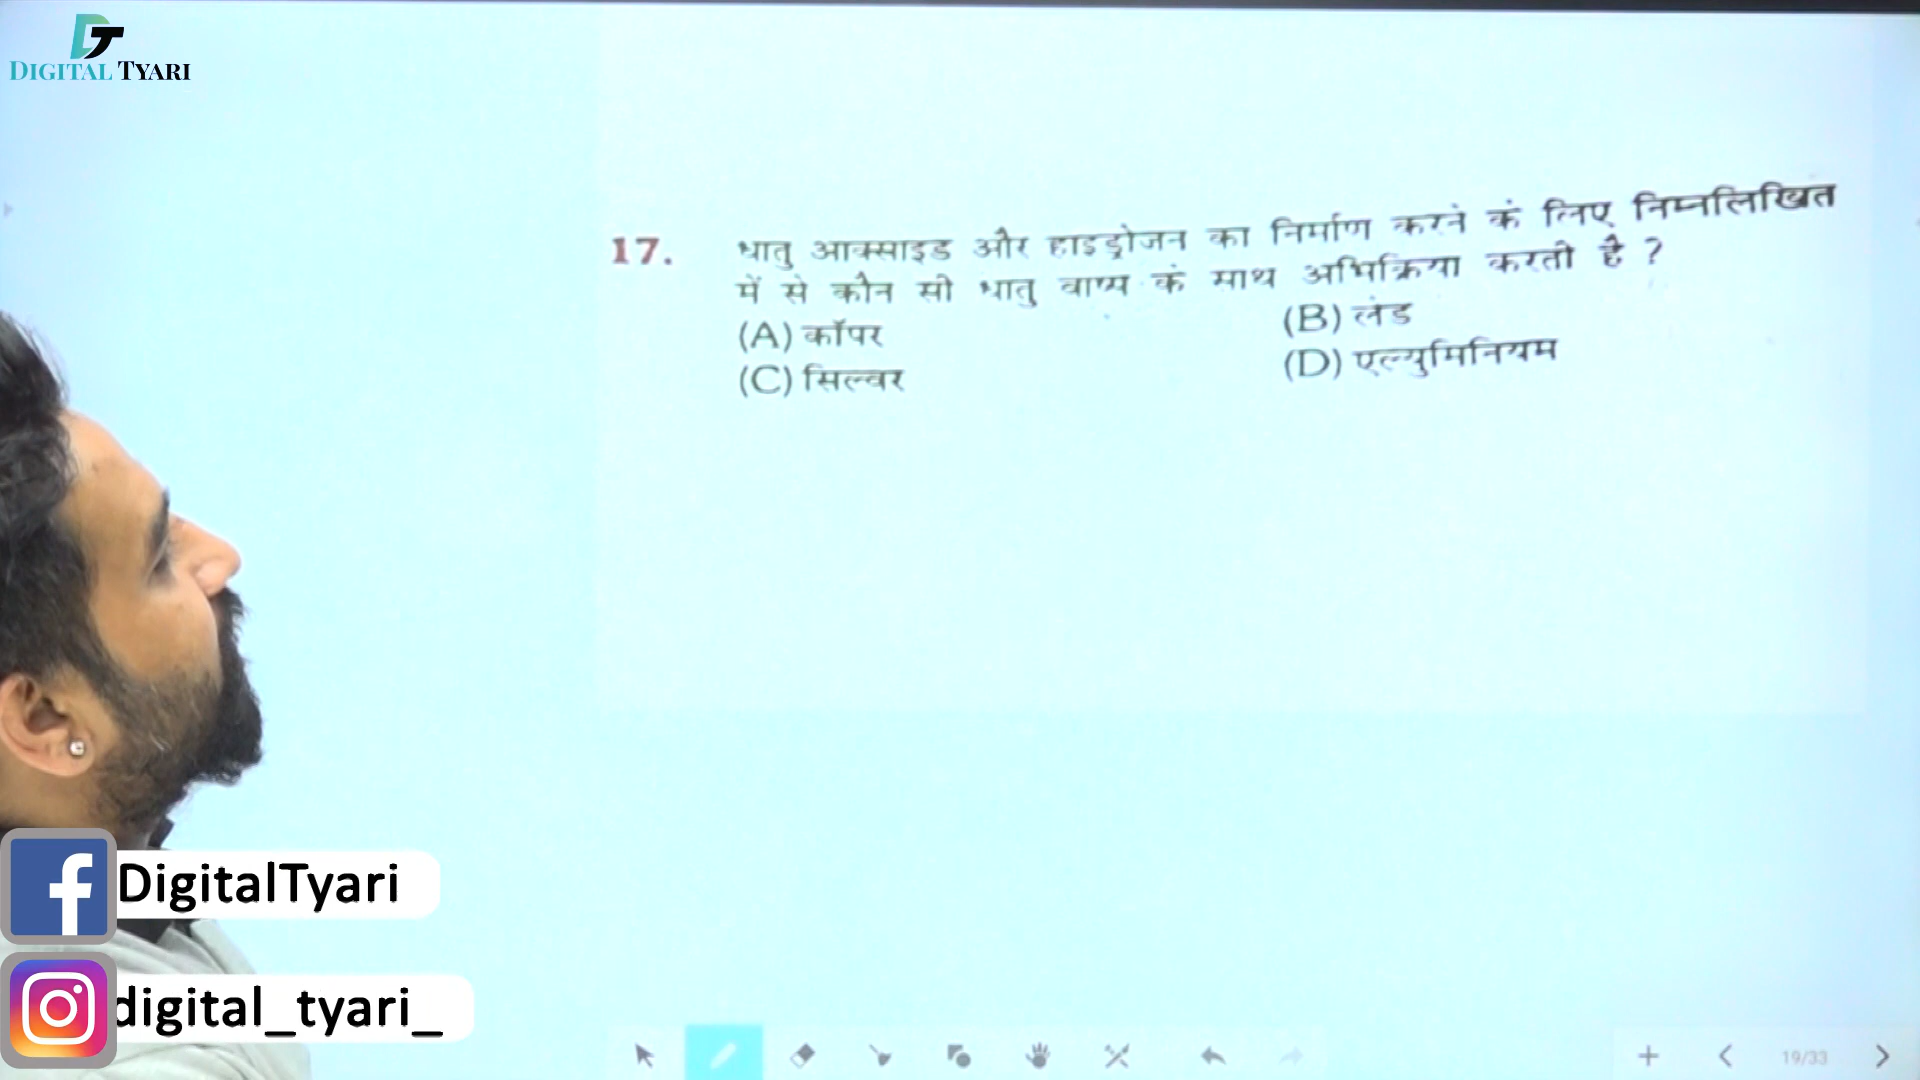 DT
DIGITAL TYARI
17. धातु आक्साइड और हाइड्रोजन का निर्माण करने के लिए निम्नलिखित
में से कौन सी धातु वाष्प के साथ अभिक्रिया करती है ?
(A) कॉपर (B) लेड
(C) सिल्वर (D) एल्युमिनियम
DigitalTyari
digital_tyari_
19/33